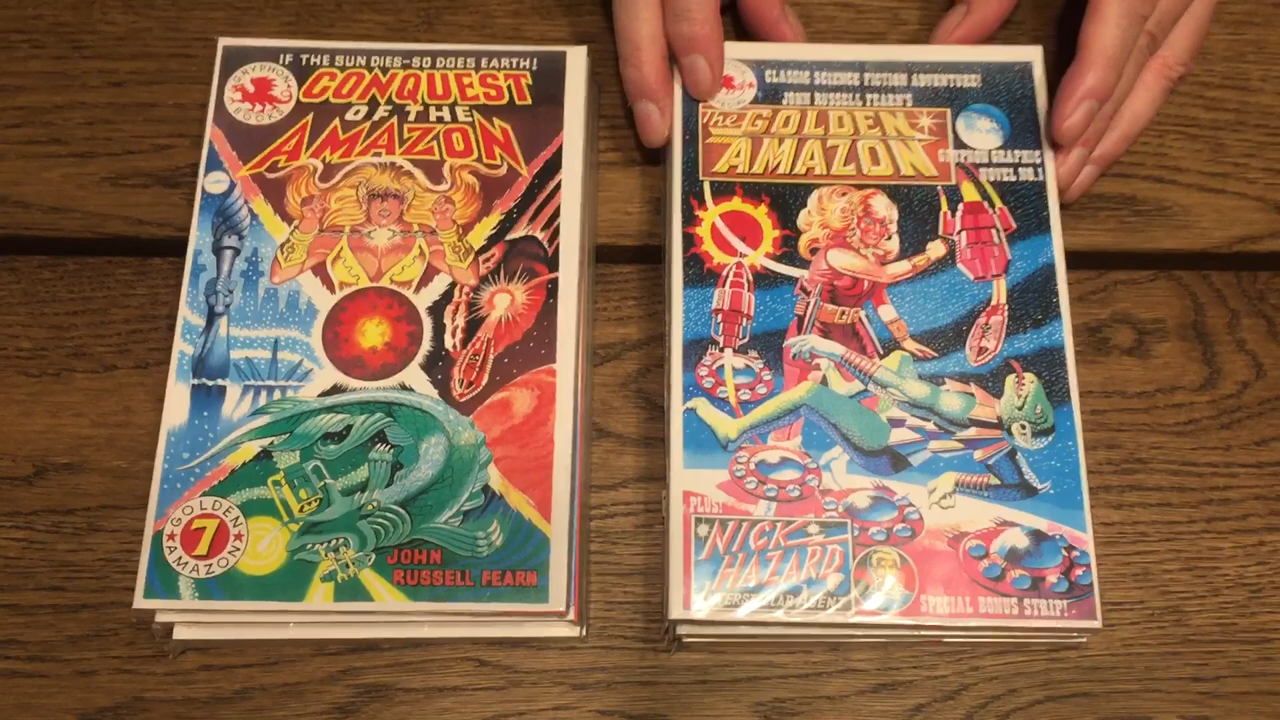 IF THE SUN DIES-SO DOES EARTH!
GRYPHON
BOOKS
CONQUEST
OF THE
AMAZON
GOLDEN
7
AMAZON
JOHN
RUSSELL FEARN
CLASSIC SCIENCE FICTION ADVENTURE!
JOHN RUSSELL FEARN'S
The GOLDEN
AMAZON
GRYPHON GRAPHIC
NOVEL NO.1
GA
PLUS!
NICK
HAZARD
SPECIAL BONUS STRIP!